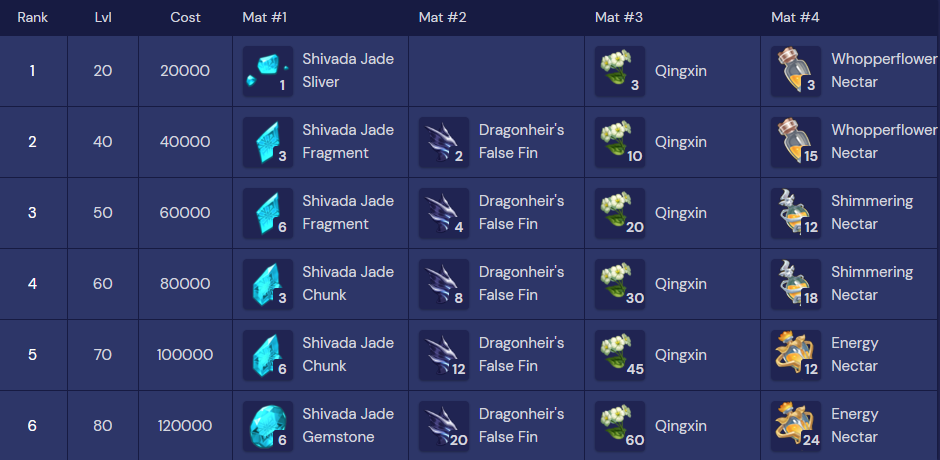 Rank Lvl Cost Mat #1 Mat #2 Mat #3 Mat #4
1 20 20000 1 Shivada Jade Sliver 3 Qingxin 3 Whopperflower Nectar
2 40 40000 3 Shivada Jade Fragment 2 Dragonheir's False Fin 10 Qingxin 15 Whopperflower Nectar
3 50 60000 6 Shivada Jade Fragment 4 Dragonheir's False Fin 20 Qingxin 12 Shimmering Nectar
4 60 80000 3 Shivada Jade Chunk 8 Dragonheir's False Fin 30 Qingxin 18 Shimmering Nectar
5 70 100000 6 Shivada Jade Chunk 12 Dragonheir's False Fin 45 Qingxin 12 Energy Nectar
6 80 120000 6 Shivada Jade Gemstone 20 Dragonheir's False Fin 60 Qingxin 24 Energy Nectar